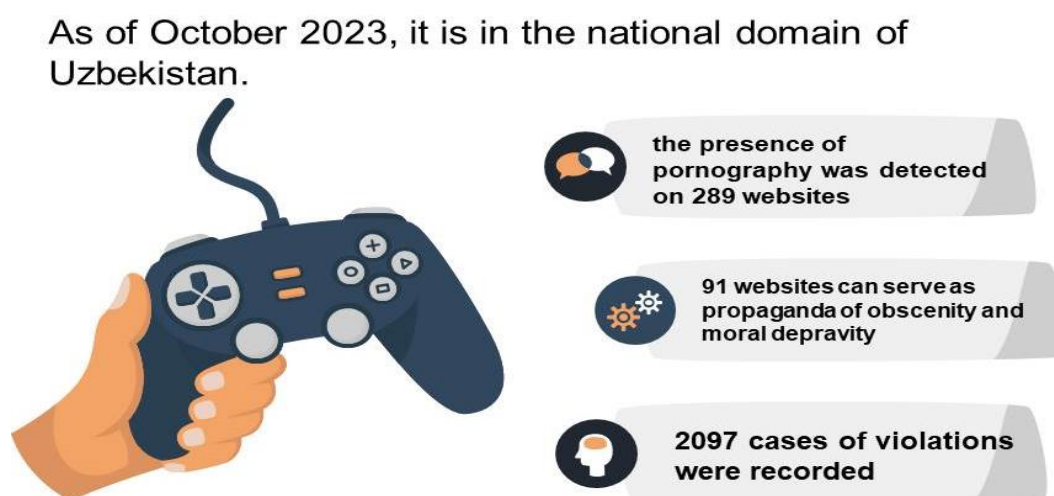 As of October 2023, it is in the national domain of
Uzbekistan.
the presence of
pornography was detected
on 289 websites
91 websites can serve as
propaganda of obscenity and
moral depravity
2097 cases of violations
were recorded